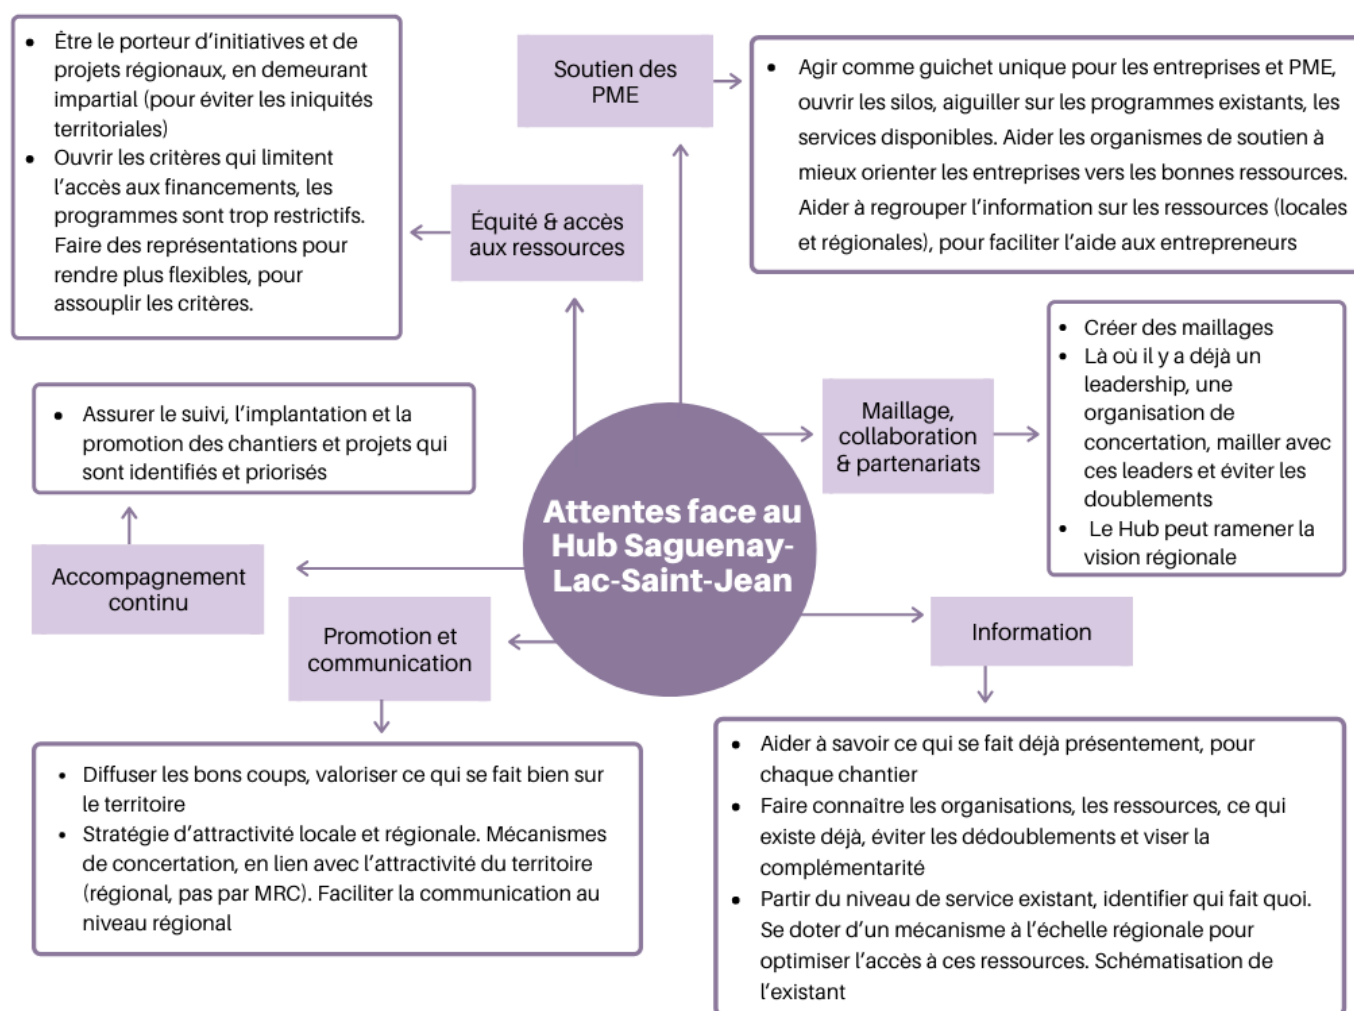 • Être le porteur d’initiatives et de
projets régionaux, en demeurant
impartial (pour éviter les iniquités
territoriales)
• Ouvrir les critères qui limitent
l’accès aux financements, les
programmes sont trop restrictifs.
Faire des représentations pour
rendre plus flexibles, pour
assouplir les critères.
Équité & accès
aux ressources
Soutien des
PME
• Agir comme guichet unique pour les entreprises et PME,
ouvrir les silos, aiguiller sur les programmes existants, les
services disponibles. Aider les organismes de soutien à
mieux orienter les entreprises vers les bonnes ressources.
Aider à regrouper l’information sur les ressources (locales
et régionales), pour faciliter l’aide aux entrepreneurs
Maillage,
collaboration
& partenariats
• Créer des maillages
• Là où il y a déjà un
leadership, une
organisation de
concertation, mailler avec
ces leaders et éviter les
doublements
• Le Hub peut ramener la
vision régionale
• Assurer le suivi, l’implantation et la
promotion des chantiers et projets qui
sont identifiés et priorisés
Accompagnement
continu
Attentes face au
Hub Saguenay-
Lac-Saint-Jean
Promotion et
communication
Information
• Diffuser les bons coups, valoriser ce qui se fait bien sur
le territoire
• Stratégie d’attractivité locale et régionale. Mécanismes
de concertation, en lien avec l’attractivité du territoire
(régional, pas par MRC). Faciliter la communication au
niveau régional
• Aider à savoir ce qui se fait déjà présentement, pour
chaque chantier
• Faire connaître les organisations, les ressources, ce qui
existe déjà, éviter les dédoublements et viser la
complémentarité
• Partir du niveau de service existant, identifier qui fait quoi.
Se doter d’un mécanisme à l’échelle régionale pour
optimiser l’accès à ces ressources. Schématisation de
l’existant